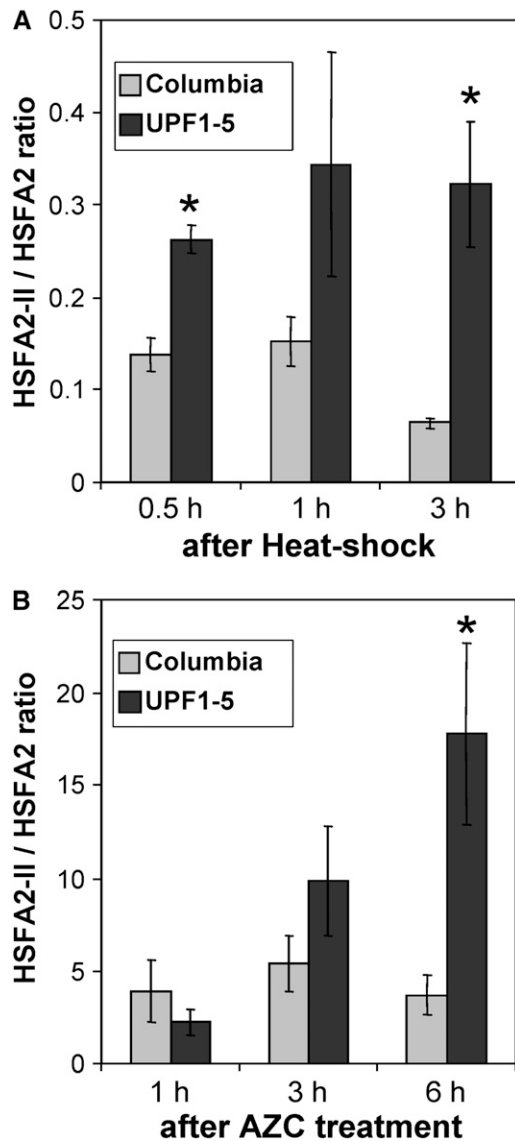 A
HSFA2-II / HSFA2 ratio
0.5
0.4
0.3
0.2
0.1
0
Columbia
UPF1-5
*
*
0.5 h 1 h 3 h
after Heat-shock
B
HSFA2-II / HSFA2 ratio
25
20
15
10
5
0
Columbia
UPF1-5
*
1 h 3 h 6 h
after AZC treatment